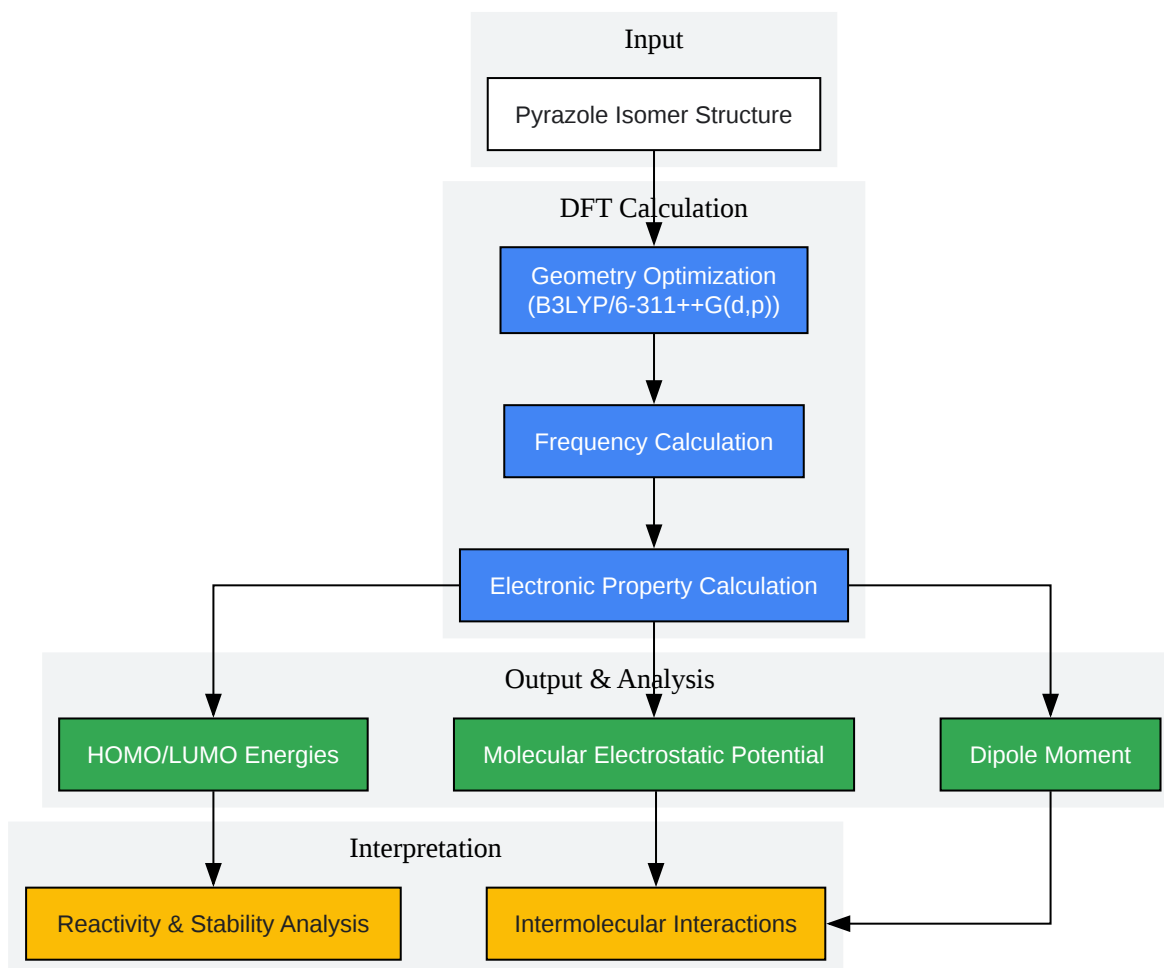 Input
Pyrazole Isomer Structure
DFT Calculation
Geometry Optimization
(B3LYP/6-311++G(d,p))
Frequency Calculation
Electronic Property Calculation
Output & Analysis
HOMO/LUMO Energies
Molecular Electrostatic Potential
Dipole Moment
Interpretation
Reactivity & Stability Analysis
Intermolecular Interactions